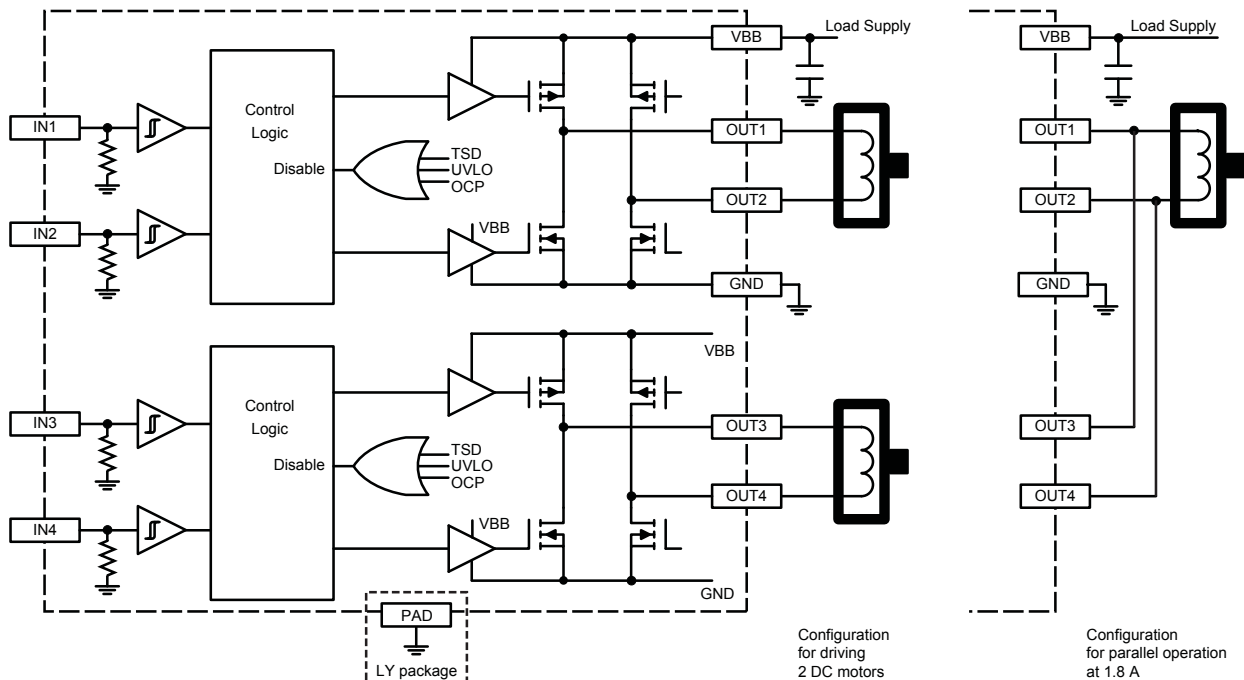 VBB
Load Supply
VBB
Load Supply
IN1
Control
Logic
OUT1
OUT1
Disable
TSD
UVLO
OCP
OUT2
OUT2
IN2
VBB
GND
GND
VBB
IN3
Control
Logic
OUT3
OUT3
Disable
TSD
UVLO
OCP
OUT4
OUT4
IN4
VBB
GND
PAD
LY package
Configuration
for driving
2 DC motors
Configuration
for parallel operation
at 1.8 A